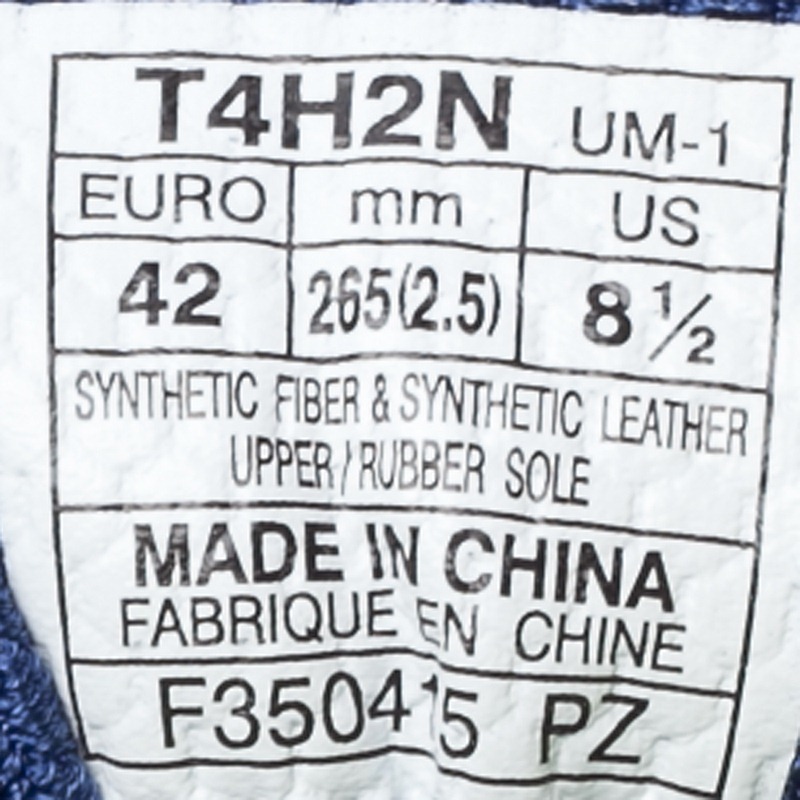 T4H2N UM-1
EURO mm US
42 265(2.5) 8 1/2
SYNTHETIC FIBER & SYNTHETIC LEATHER
UPPER/RUBBER SOLE
MADE IN CHINA
FABRIQUE EN CHINE
F350415 PZ